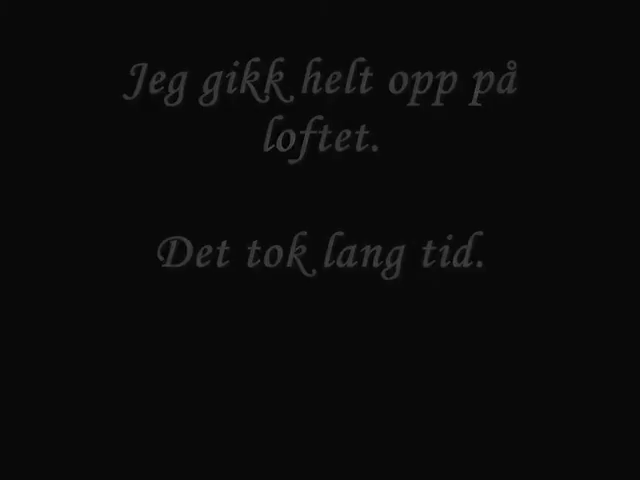 Jeg gikk helt opp på
loftet.
Det tok lang tid.